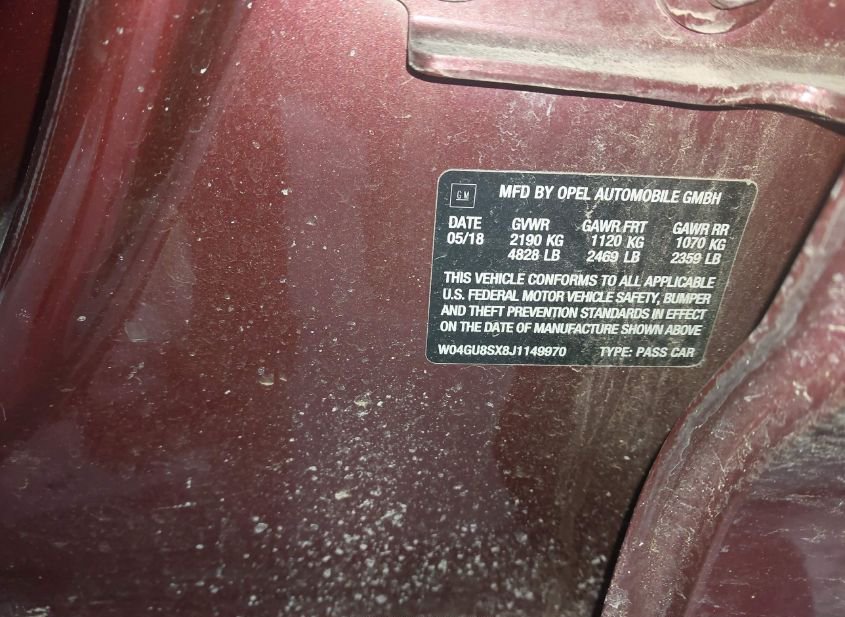 GM
MFD BY OPEL AUTOMOBILE GMBH
DATE GVWR GAWR FRT GAWR RR
05/18 2190 KG 1120 KG 1070 KG
4828 LB 2469 LB 2359 LB
THIS VEHICLE CONFORMS TO ALL APPLICABLE
U.S. FEDERAL MOTOR VEHICLE SAFETY, BUMPER
AND THEFT PREVENTION STANDARDS IN EFFECT
ON THE DATE OF MANUFACTURE SHOWN ABOVE
W04GU8SX8J1149970 TYPE: PASS CAR